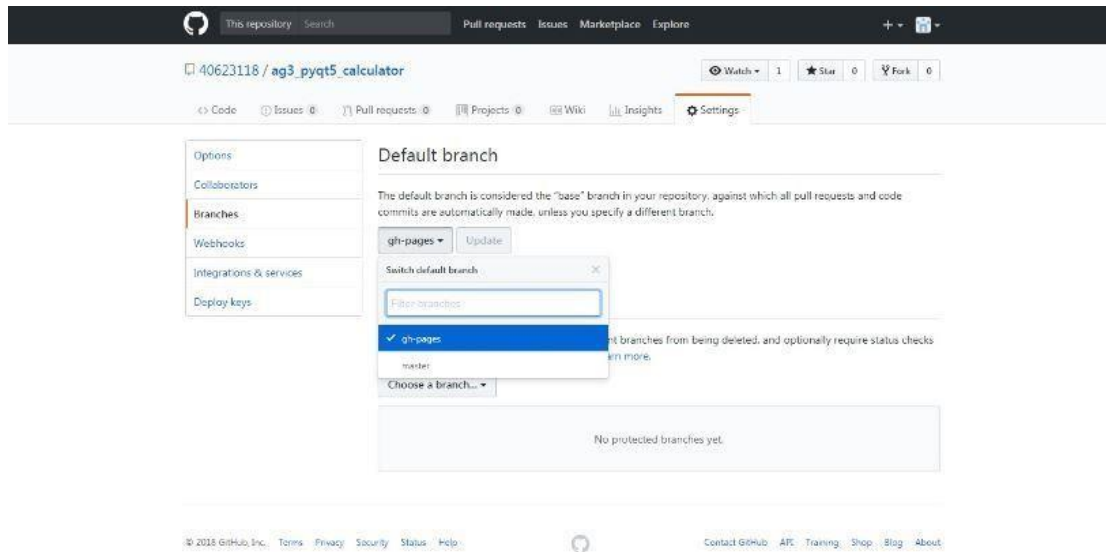 This repository Search Pull requests Issues Marketplace Explore
40623118 / ag3_pyqt5_calculator Watch 1 Star 0 Fork 0
Code Issues 0 Pull requests 0 Projects 0 Wiki Insights Settings
Options
Collaborators
Branches
Webhooks
Integrations & services
Deploy keys
Default branch
The default branch is considered the "base" branch in your repository, against which all pull requests and code
commits are automatically made, unless you specify a different branch.
gh-pages Update
Switch default branch
Filter branches
gh-pages
master
nt branches from being deleted, and optionally require status checks
rn more.
Choose a branch...
No protected branches yet.
© 2018 GitHub, Inc. Terms Privacy Security Status Help Contact GitHub API Training Shop Blog About